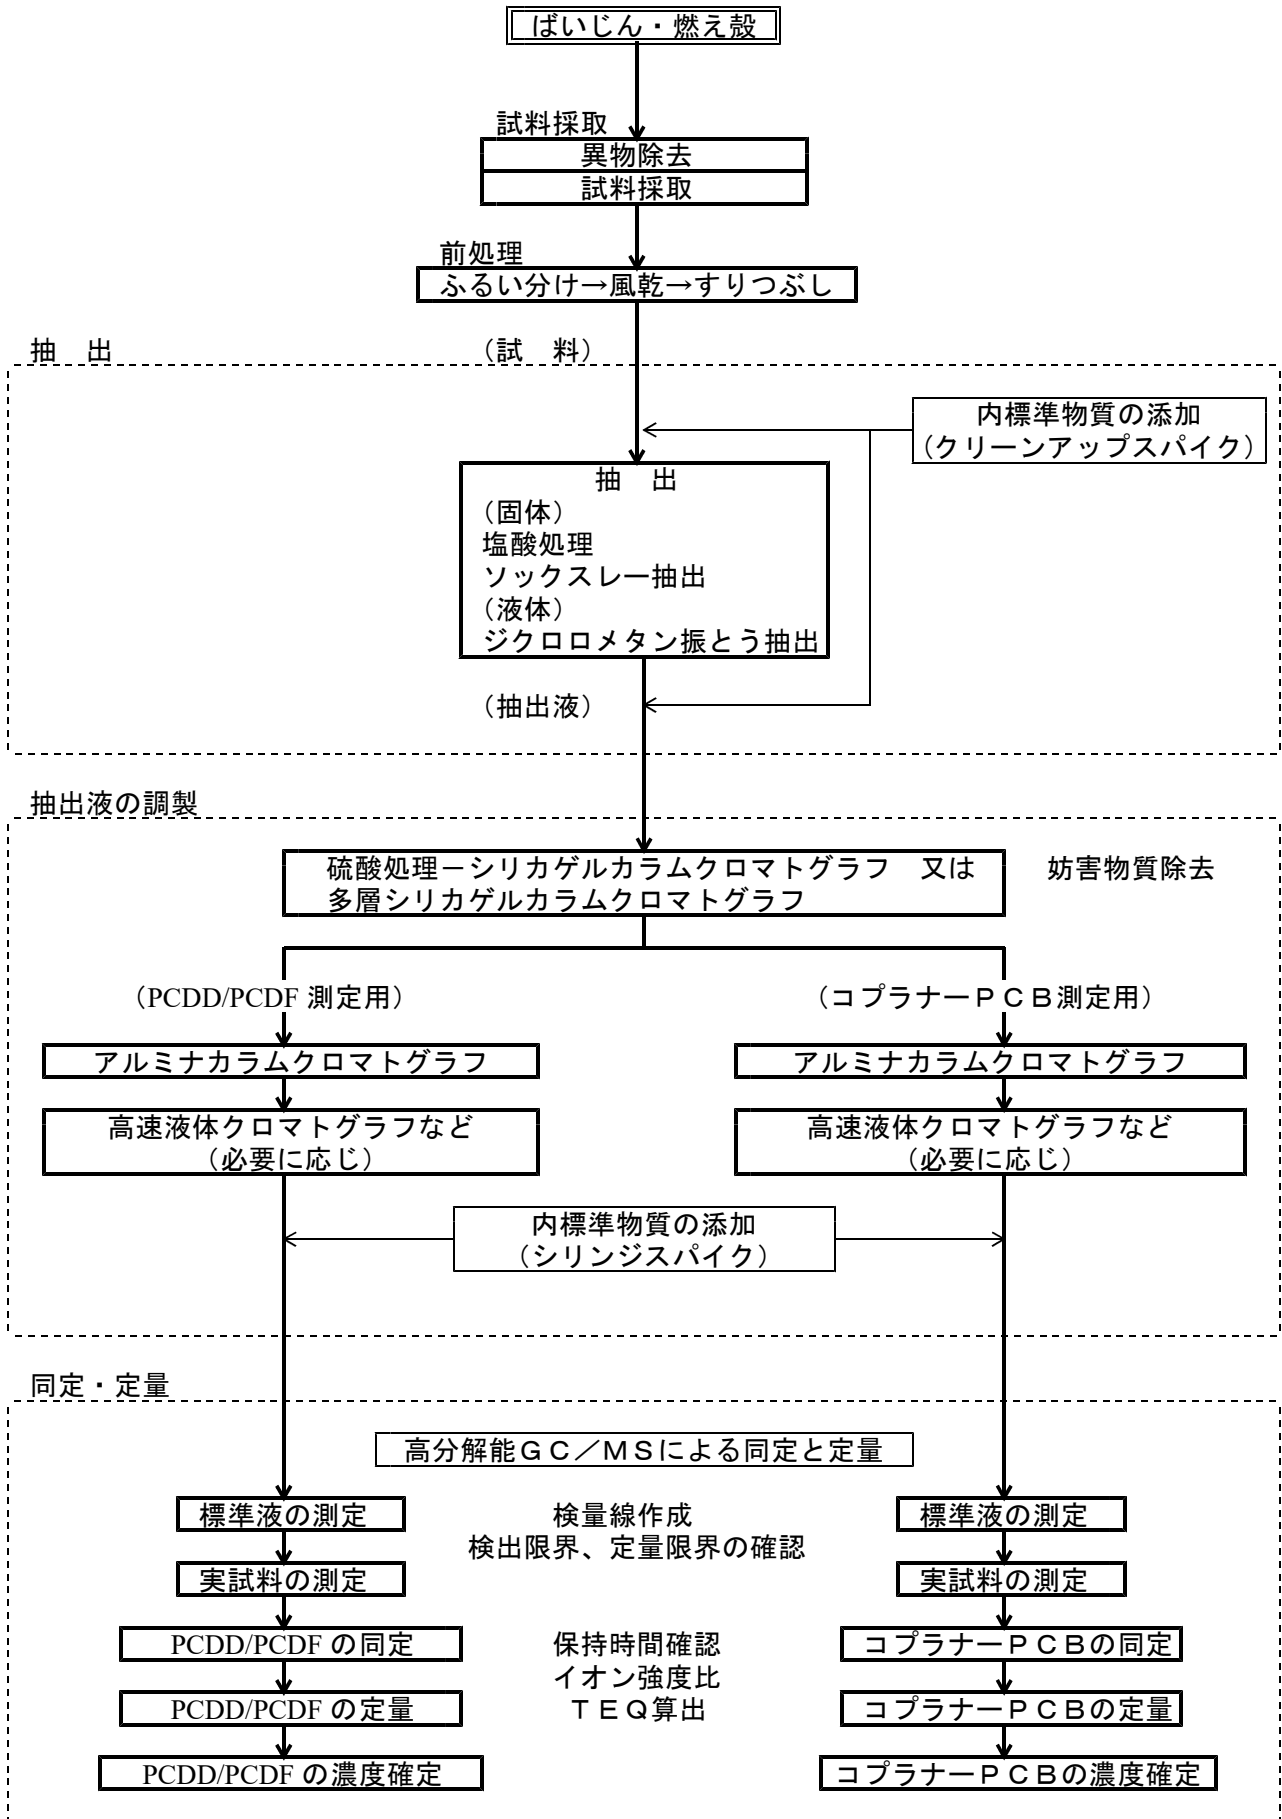 ばいじん・燃え殻
試料採取
異物除去
試料採取
前処理
ふるい分け→風乾→すりつぶし
抽　出
（試　料）
内標準物質の添加
（クリーンアップスパイク）
抽　出
（固体）
塩酸処理
ソックスレー抽出
（液体）
ジクロロメタン振とう抽出
（抽出液）
抽出液の調製
硫酸処理－シリカゲルカラムクロマトグラフ　又は
多層シリカゲルカラムクロマトグラフ
妨害物質除去
（PCDD/PCDF 測定用）
（コプラナーＰＣＢ測定用）
アルミナカラムクロマトグラフ
アルミナカラムクロマトグラフ
高速液体クロマトグラフなど
（必要に応じ）
高速液体クロマトグラフなど
（必要に応じ）
内標準物質の添加
（シリンジスパイク）
同定・定量
高分解能ＧＣ／ＭＳによる同定と定量
標準液の測定
検量線作成
検出限界、定量限界の確認
標準液の測定
実試料の測定
実試料の測定
PCDD/PCDF の同定
保持時間確認
イオン強度比
コプラナーＰＣＢの同定
PCDD/PCDF の定量
ＴＥＱ算出
コプラナーＰＣＢの定量
PCDD/PCDF の濃度確定
コプラナーＰＣＢの濃度確定